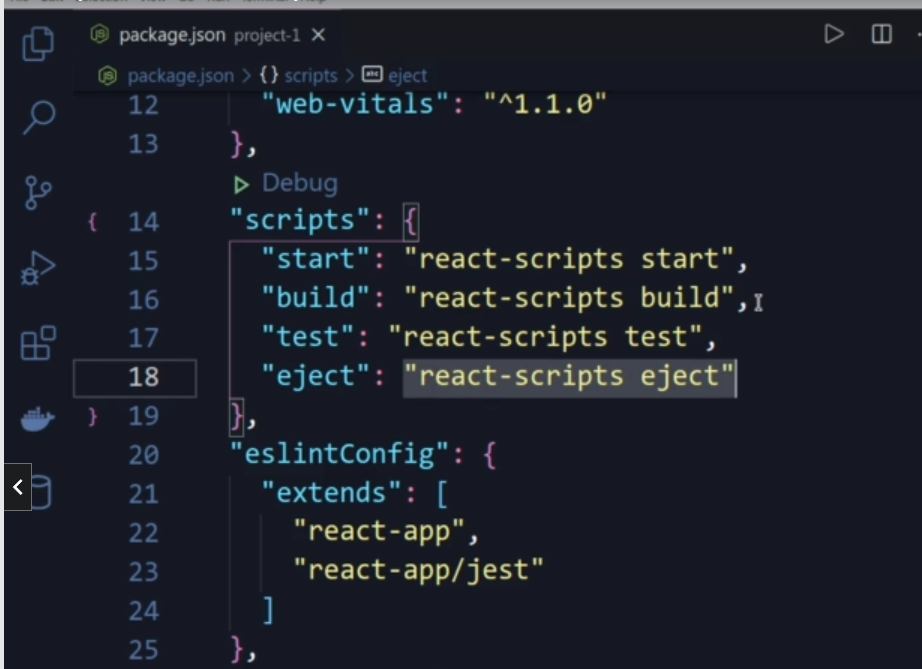 package.json project-1
package.json > {} scripts > abc eject
12 "web-vitals": "^1.1.0"
13 },
Debug
{ 14 "scripts": {
15 "start": "react-scripts start",
16 "build": "react-scripts build",
17 "test": "react-scripts test",
18 "eject": "react-scripts eject"
} 19 },
20 "eslintConfig": {
21 "extends": [
22 "react-app",
23 "react-app/jest"
24 ]
25 },